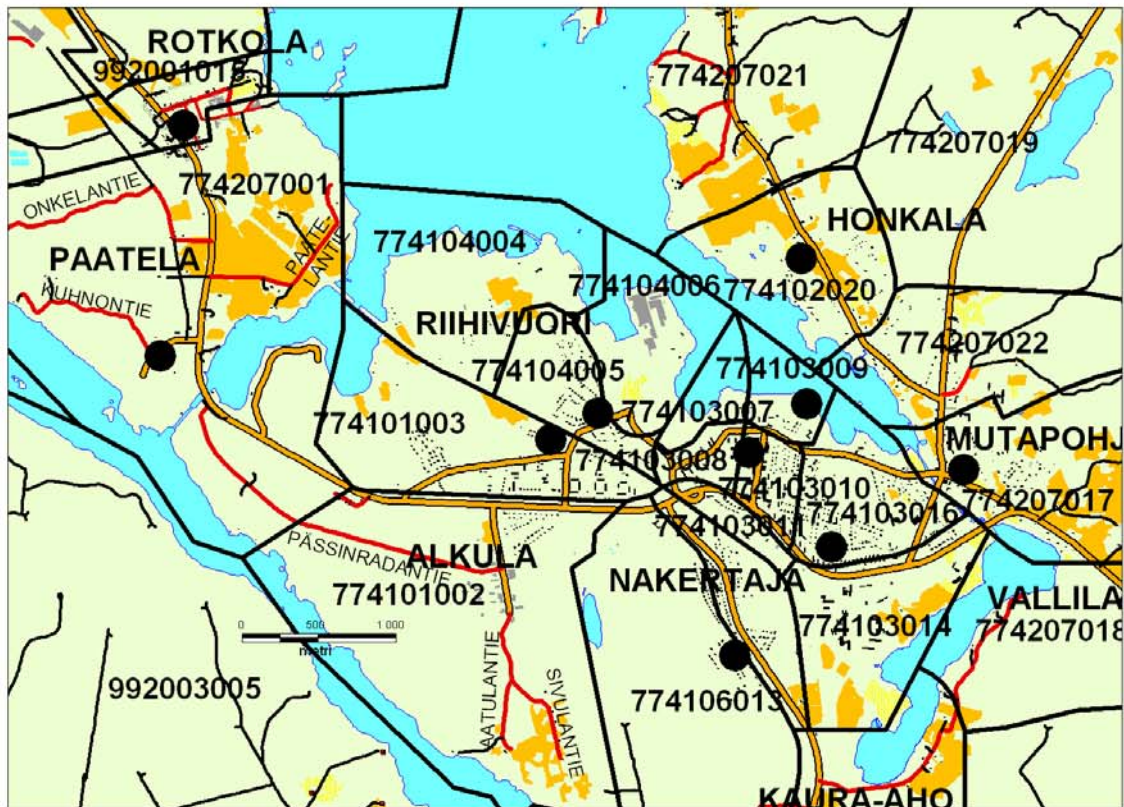 ROTKOLA
992001015
774207021
774207019
774207001
ONKELANTIE
PAATE-
LANTIE
HONKALA
774104004
PAATELA
774104006
774102020
KUHNONTIE
RIIHIVUORI
774207022
774104005
774103009
774101003
774103007
MUTAPOHJ
774103008
774103010
774207017
774103011
774103016
PÄSSINRADANTIE
ALKULA
NAKERTAJA
774101002
VALLILA
774103014
774207018
0 500 1 000
metri
992003005
AATULANTIE
SIVULANTIE
774106013
KAURA-AHO